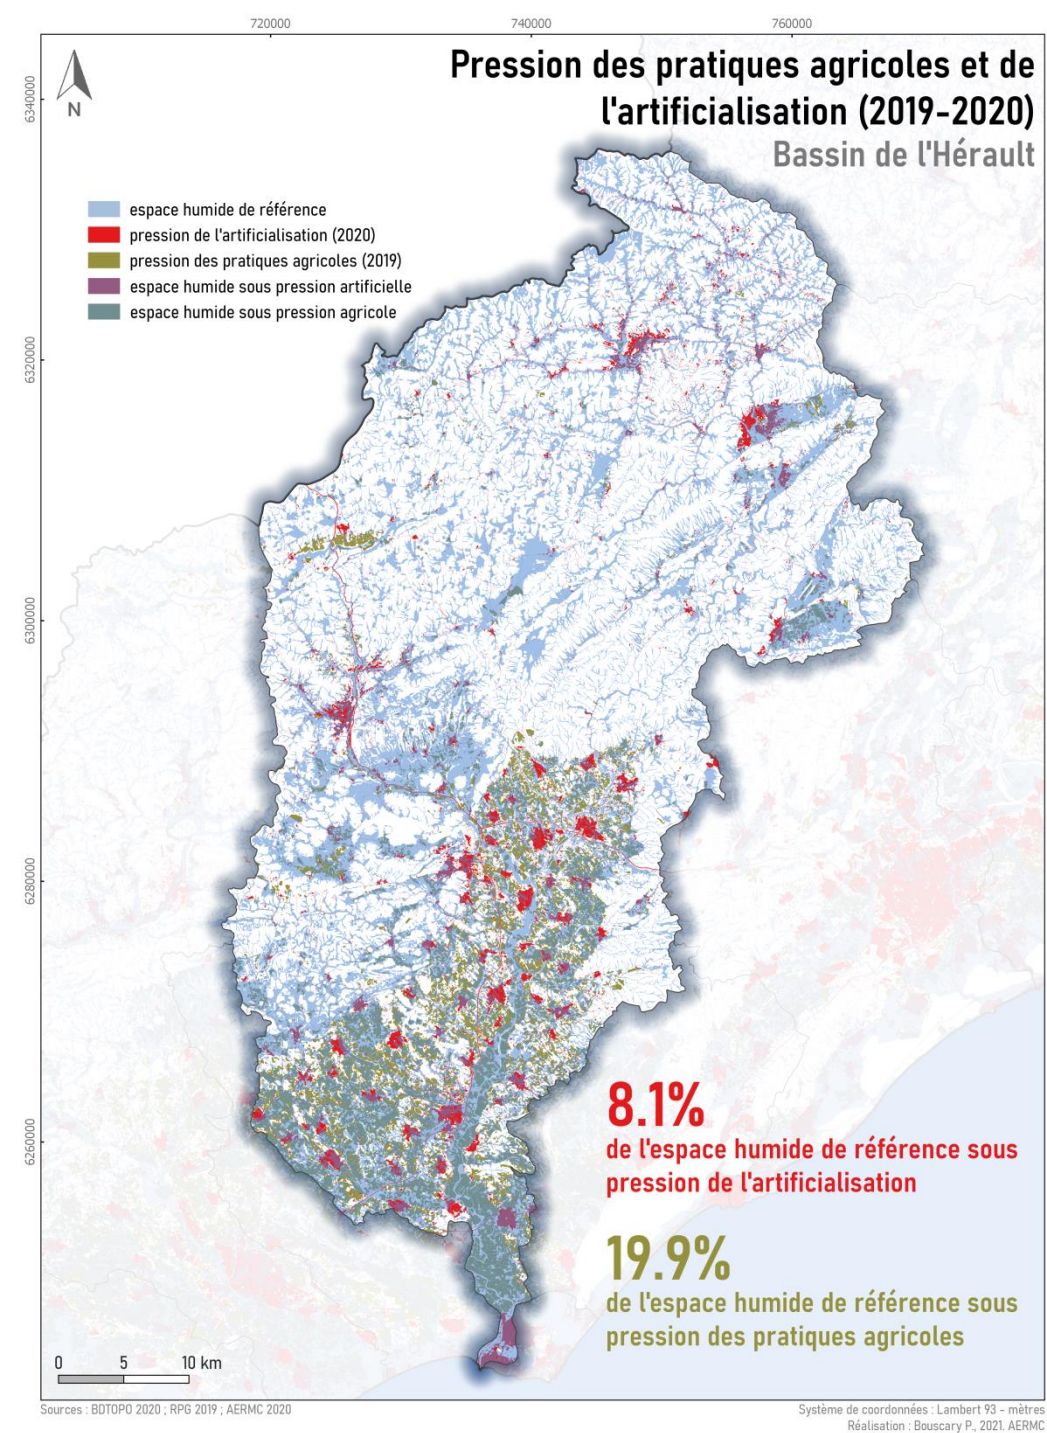 720000 740000 760000
Pression des pratiques agricoles et de
l'artificialisation (2019-2020)
Bassin de l'Hérault
N
6340000
espace humide de référence
pression de l'artificialisation (2020)
pression des pratiques agricoles (2019)
espace humide sous pression artificielle
espace humide sous pression agricole
6320000
6300000
6280000
6260000
8.1%
de l'espace humide de référence sous
pression de l'artificialisation
19.9%
de l'espace humide de référence sous
pression des pratiques agricoles
0 5 10 km
Sources : BDTOPO 2020 ; RPG 2019 ; AERMC 2020
Système de coordonnées : Lambert 93 - mètres
Réalisation : Bouscary P., 2021. AERMC